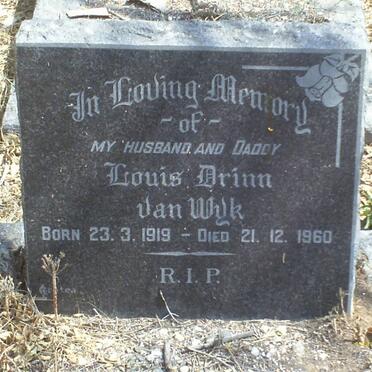 In Loving Memory
- of -
MY HUSBAND AND DADDY
Louis Drinn
van Wyk
BORN 23. 3. 1919 - DIED 21. 12. 1960
R. I. P.